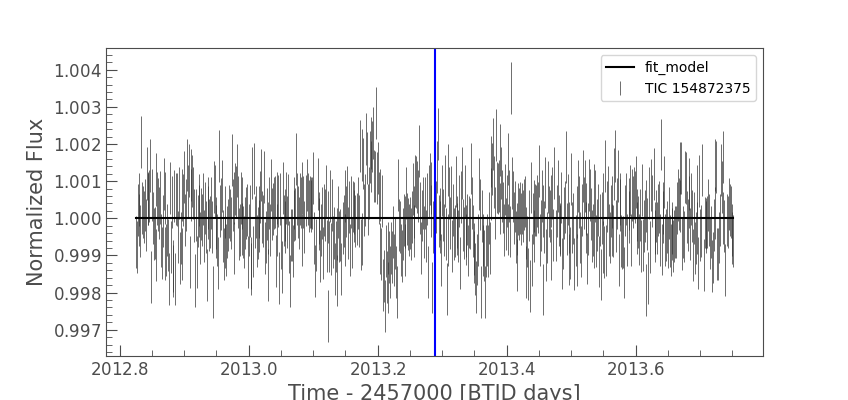 1.004
1.003
1.002
1.001
1.000
0.999
0.998
0.997
Normalized Flux
fit_model
TIC 154872375
2012.8 2013.0 2013.2 2013.4 2013.6
Time - 2457000 [BTJD days]